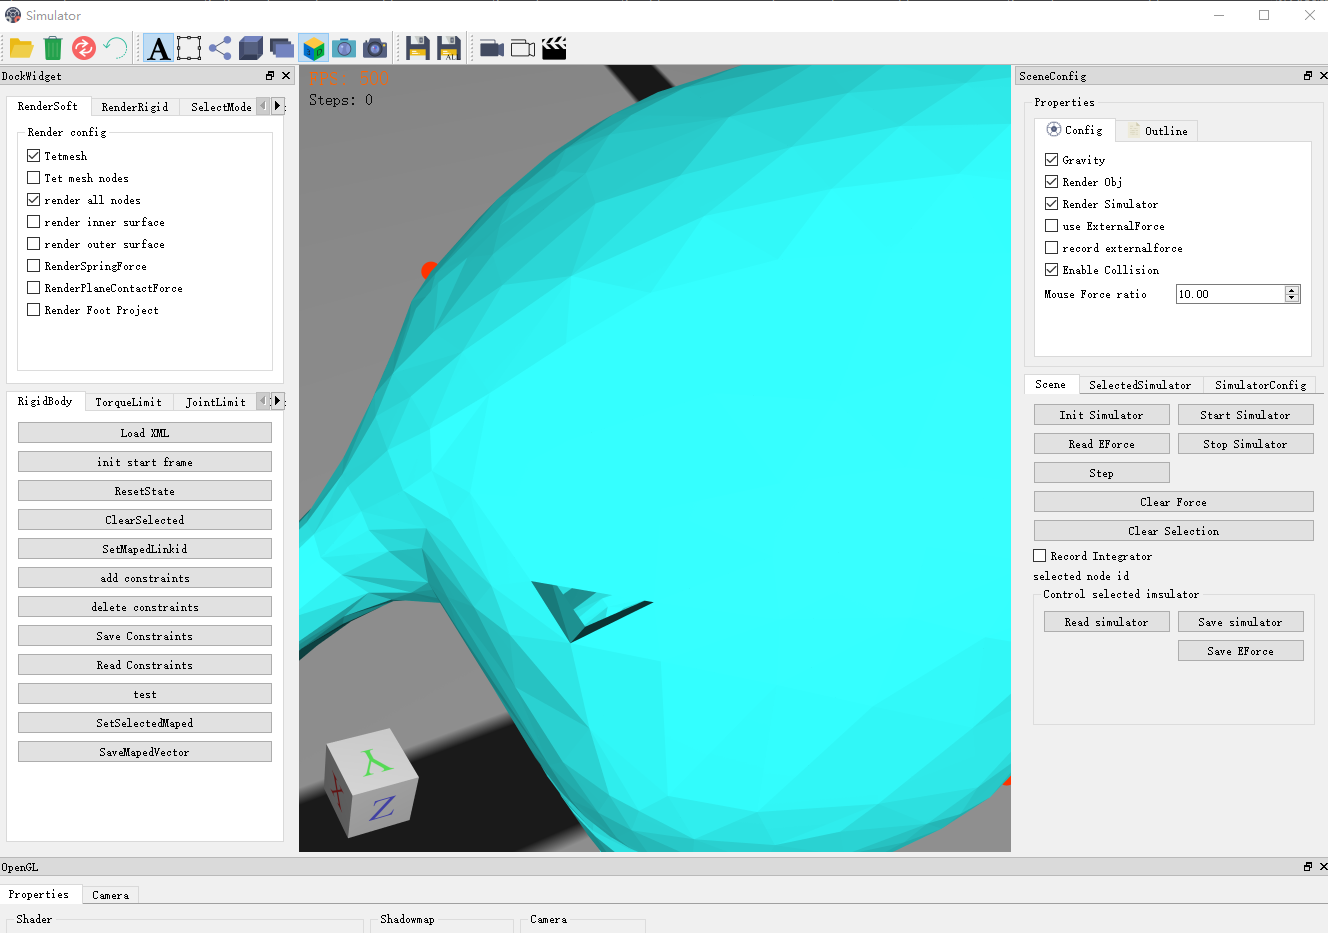 Simulator
DockWidget
RenderSoft RenderRigid SelectMode
Render config
Tetmesh
Tet mesh nodes
render all nodes
render inner surface
render outer surface
RenderSpringForce
RenderPlaneContactForce
Render Foot Project
RigidBody TorqueLimit JointLimit
Load XML
init start frame
ResetState
ClearSelected
SetMapedLinkid
add constraints
delete constraints
Save Constraints
Read Constraints
test
SetSelectedMaped
SaveMapedVector
A
ALL
Steps: 0
Y
X
Z
SceneConfig
Properties
Config Outline
Gravity
Render Obj
Render Simulator
use ExternalForce
record externalforce
Enable Collision
Mouse Force ratio 10.00
Scene SelectedSimulator SimulatorConfig
Init Simulator Start Simulator
Read EForce Stop Simulator
Step
Clear Force
Clear Selection
Record Integrator
selected node id
Control selected imsulator
Read simulator Save simulator
Save EForce
OpenGL
Properties Camera
Shader Shadowmap Camera